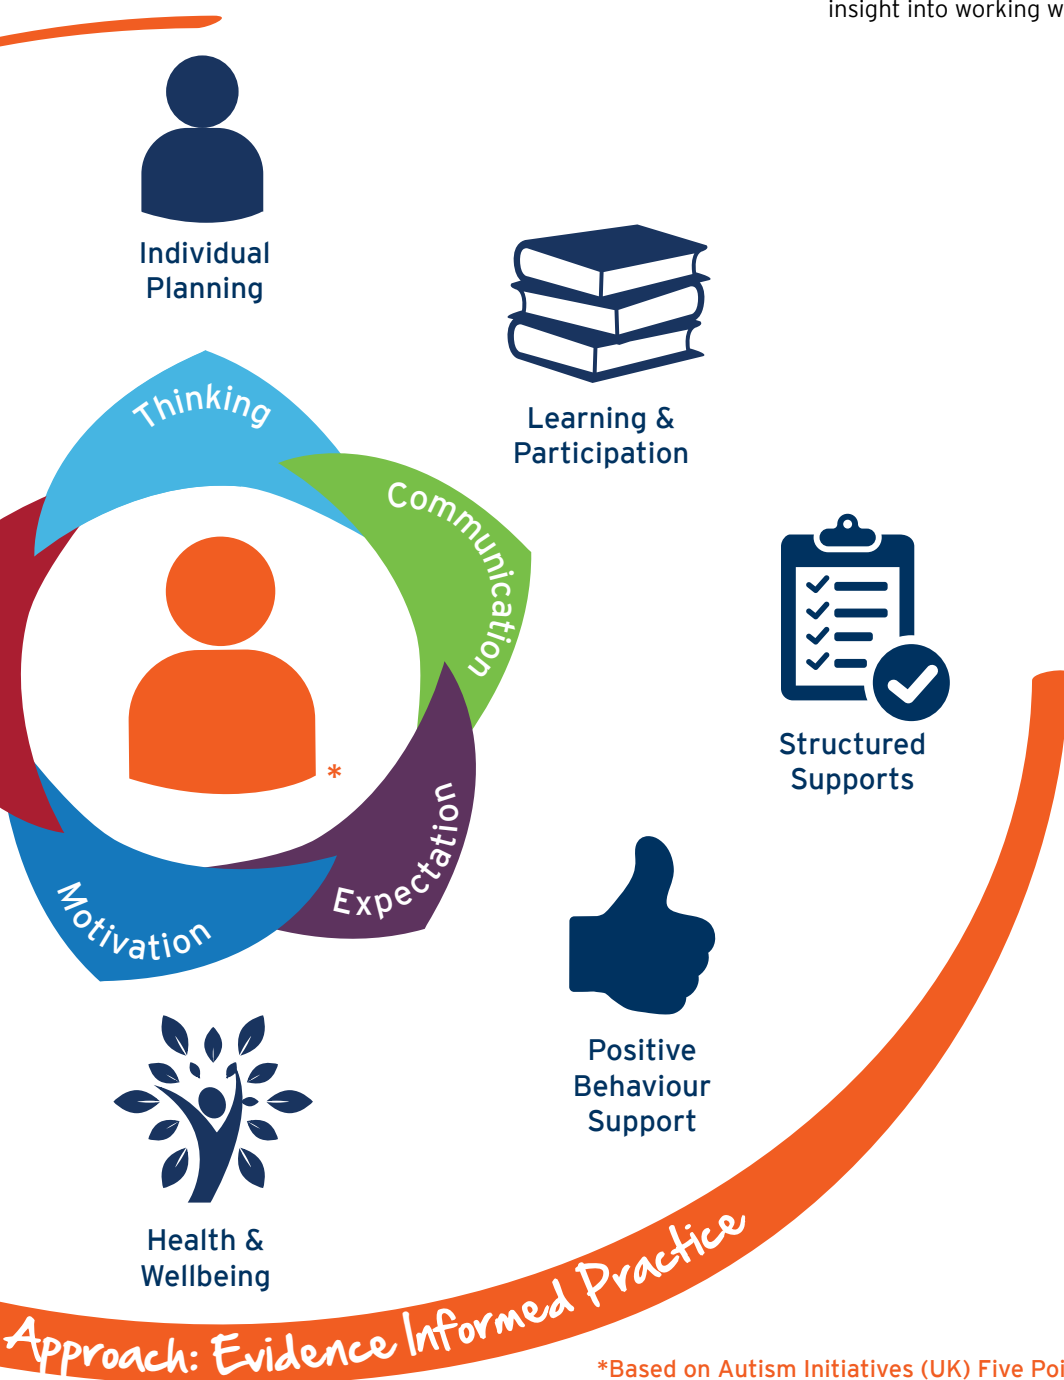 insight into working w
Individual
Planning
Learning &
Participation
Thinking
Communication
Structured
Supports
*
Expectation
Motivation
Positive
Behaviour
Support
Health &
Wellbeing
Approach: Evidence Informed Practice
*Based on Autism Initiatives (UK) Five Poi